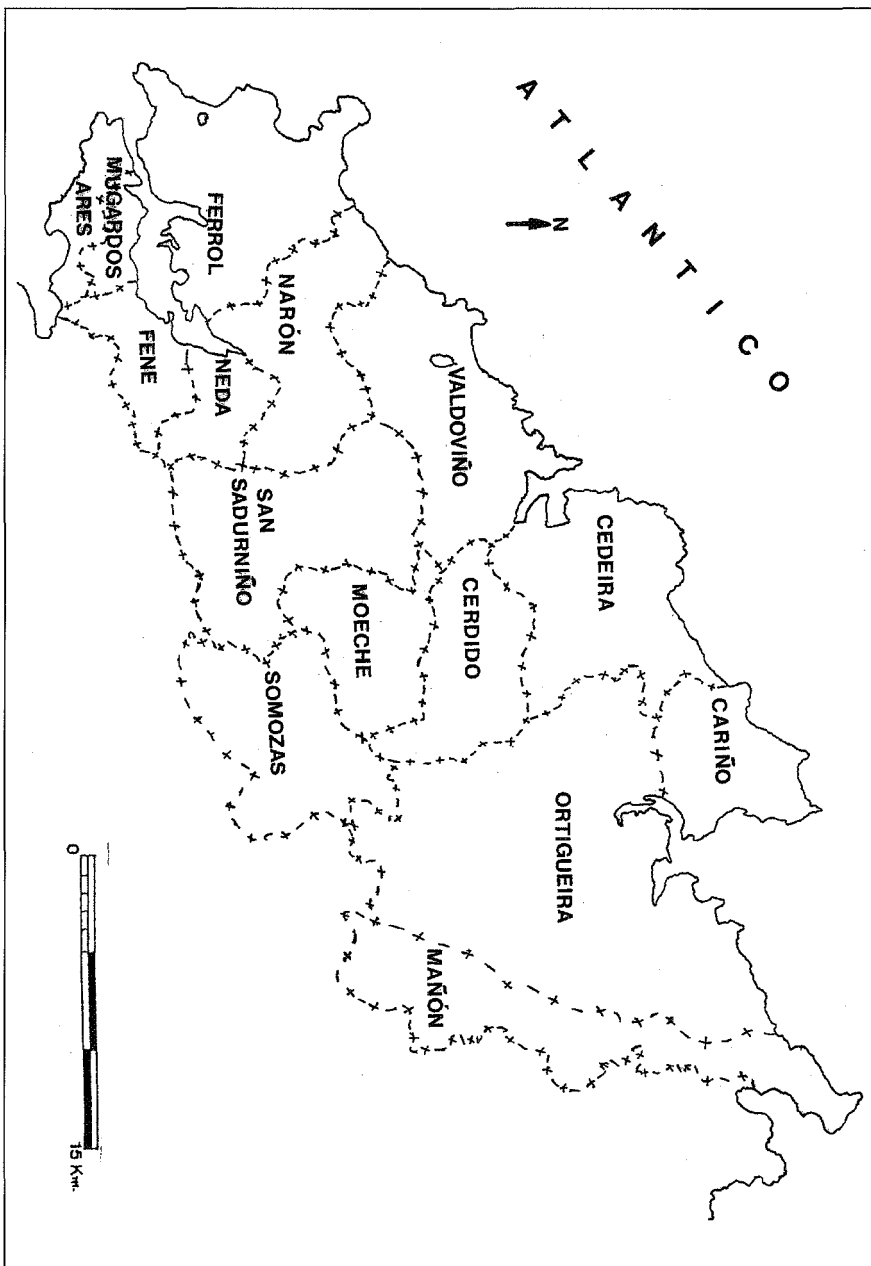 ATLANTICO
N
CARIÑO
CEDEIRA
ORTIGUEIRA
CERDIDO
VALDOVIÑO
MAÑÓN
MOECHE
NARÓN
SAN
SADURNIÑO
SOMOZAS
FERROL
NEDA
FENE
MUGARDOS
ARES
0
15 Km.